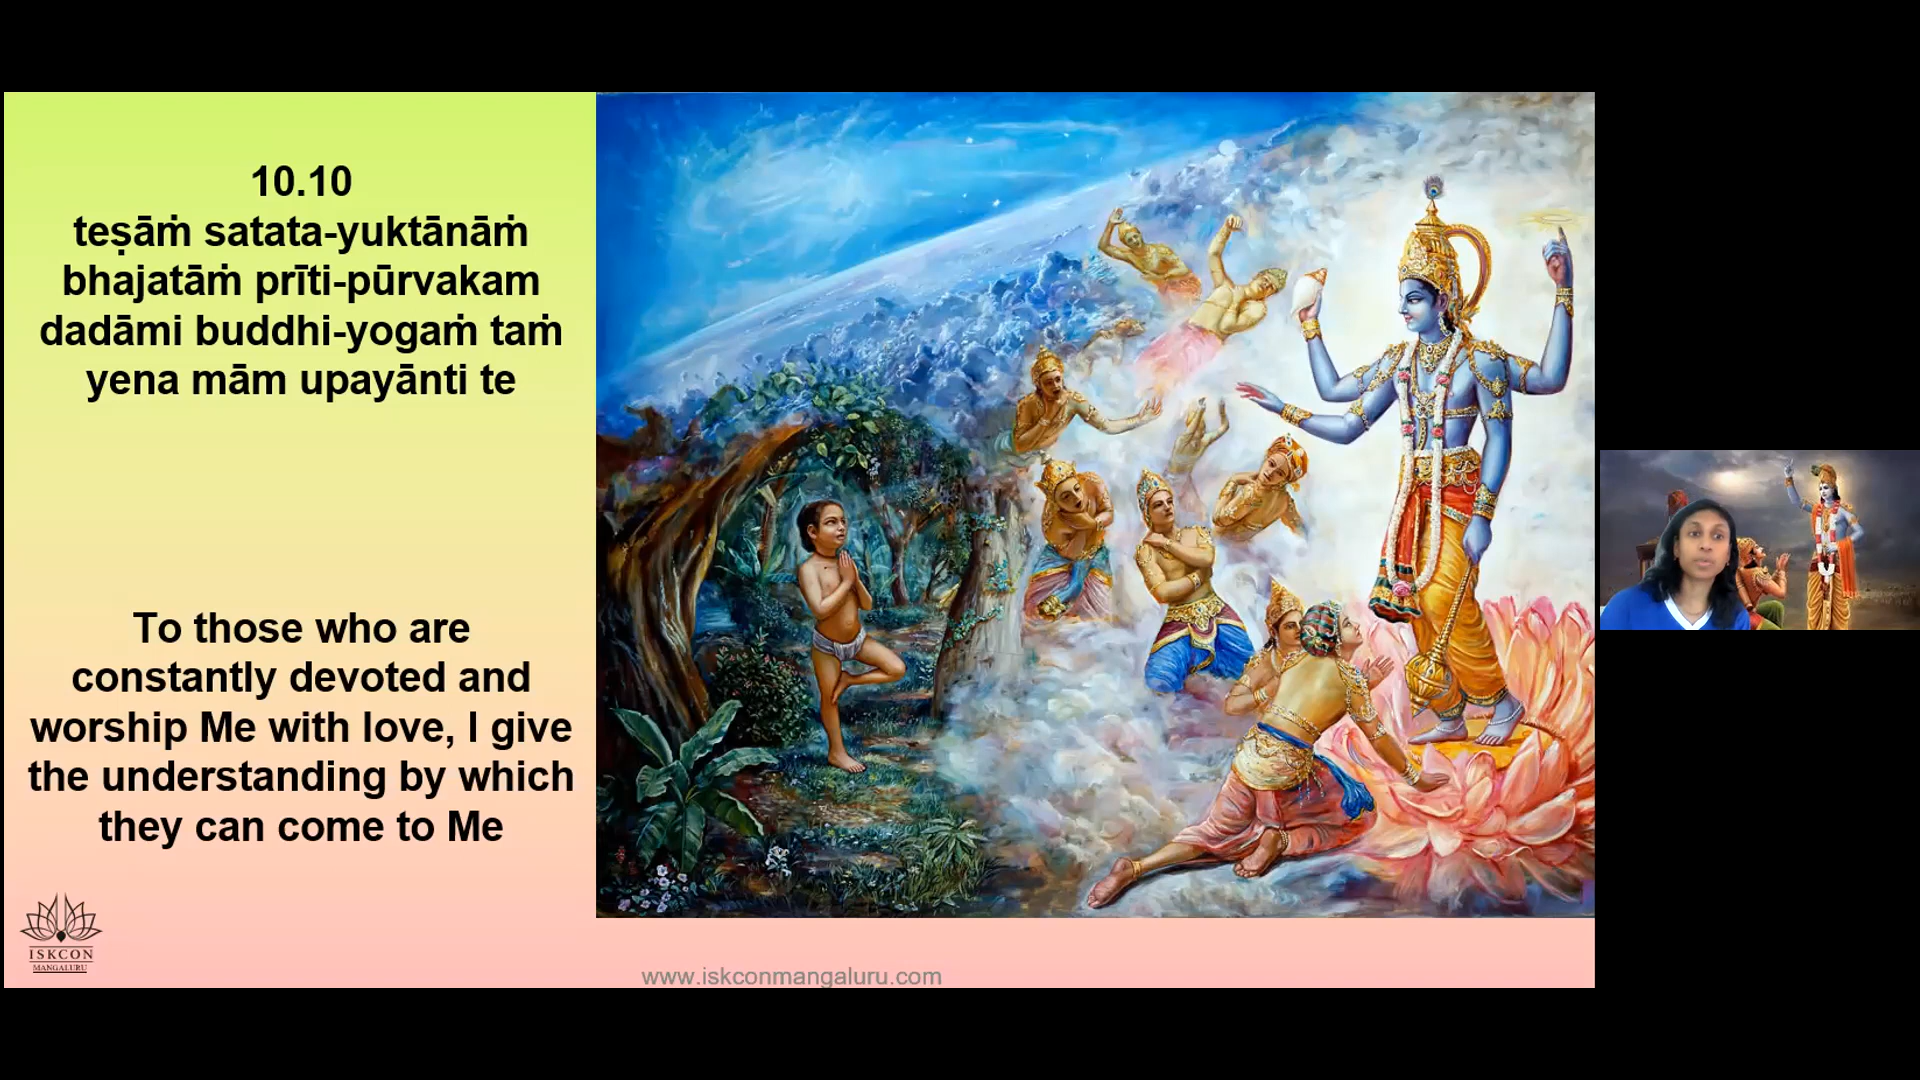 10.10
teṣāṁ satata-yuktānāṁ
bhajatāṁ prīti-pūrvakam
dadāmi buddhi-yogaṁ taṁ
yena mām upayānti te
To those who are
constantly devoted and
worship Me with love, I give
the understanding by which
they can come to Me
ISKCON
MANGALURU
www.iskconmangaluru.com